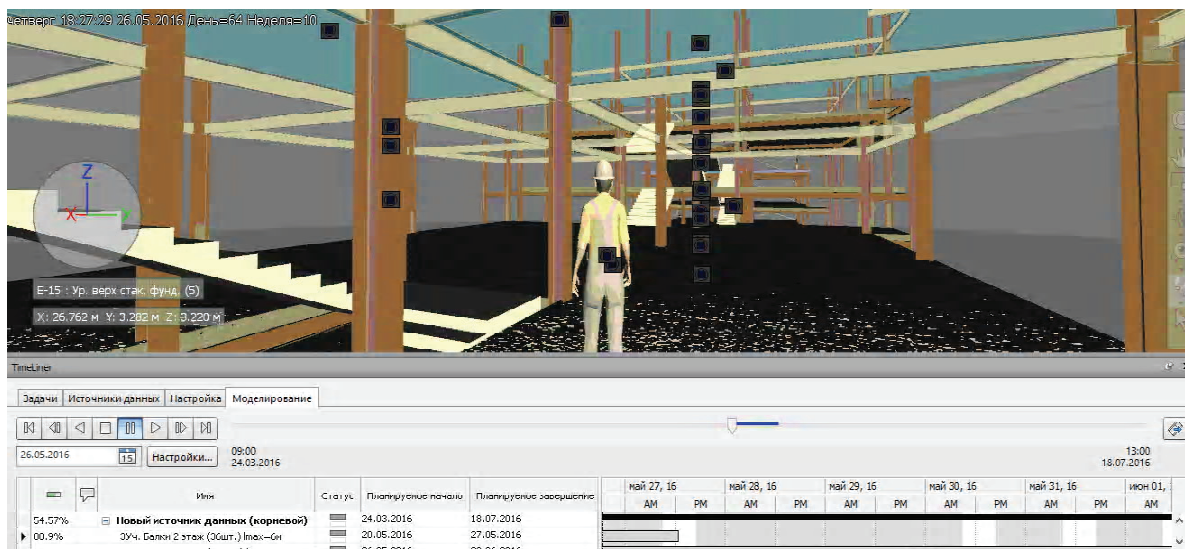 Четверг 18:27:29 26.05.2016 День=64 Неделя=10
Z
X
E-15 : Ур. верх стак. фунд. (5)
X: 26.762 м Y: 3.282 м Z: 3.220 м
TimeLiner
Задачи Источники данных Настройка Моделирование
26.05.2016 15 Настройки...
09:00 13:00
24.03.2016 18.07.2016
Имя Статус Планируемое начало Планируемое завершение
май 27, 16 май 28, 16 май 29, 16 май 30, 16 май 31, 16 июн 01,
AM PM AM PM AM PM AM PM AM PM AM
54.57% Новый источник данных (корневой) 24.03.2016 18.07.2016
3Уч. Балки 2 этаж (36шт.) lmax=6м 20.05.2016 27.05.2016